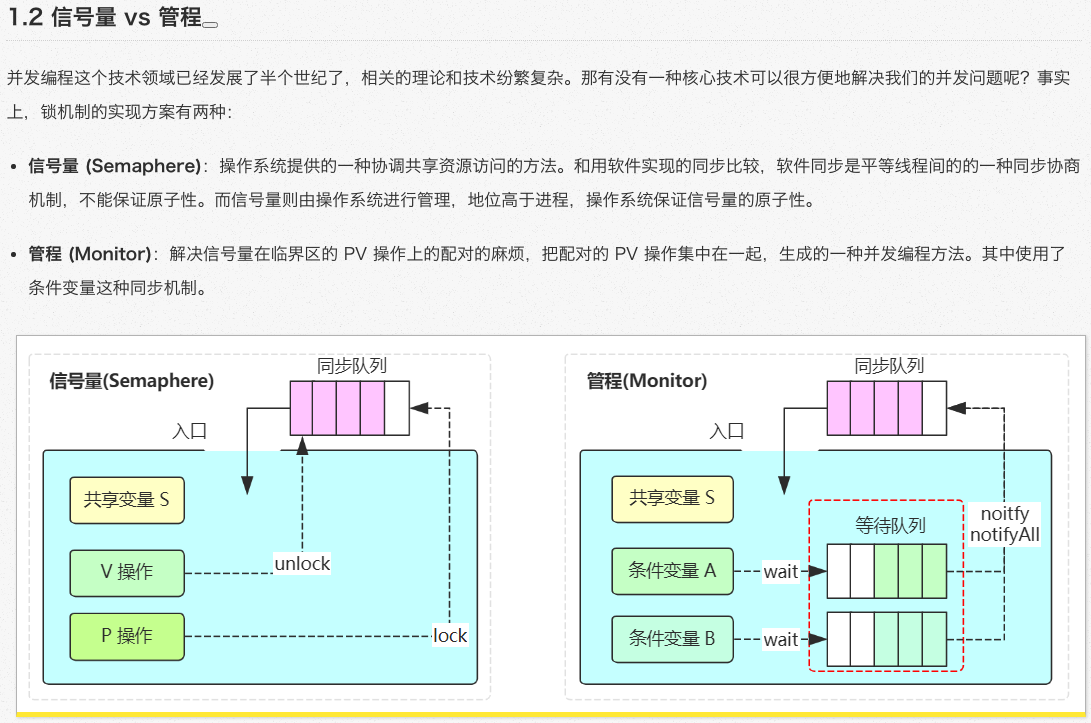 1.2 信号量 vs 管程
并发编程这个技术领域已经发展了半个世纪了，相关的理论和技术纷繁复杂。那有没有一种核心技术可以很方便地解决我们的并发问题呢？事实
上，锁机制的实现方案有两种：
• 信号量 (Semaphere)：操作系统提供的一种协调共享资源访问的方法。和用软件实现的同步比较，软件同步是平等线程间的的一种同步协商
机制，不能保证原子性。而信号量则由操作系统进行管理，地位高于进程，操作系统保证信号量的原子性。
• 管程 (Monitor)：解决信号量在临界区的 PV 操作上的配对的麻烦，把配对的 PV 操作集中在一起，生成的一种并发编程方法。其中使用了
条件变量这种同步机制。
信号量(Semaphere)
同步队列
入口
共享变量 S
V 操作
unlock
P 操作
lock
管程(Monitor)
同步队列
入口
共享变量 S
等待队列
noitfy
notifyAll
条件变量 A
wait
条件变量 B
wait